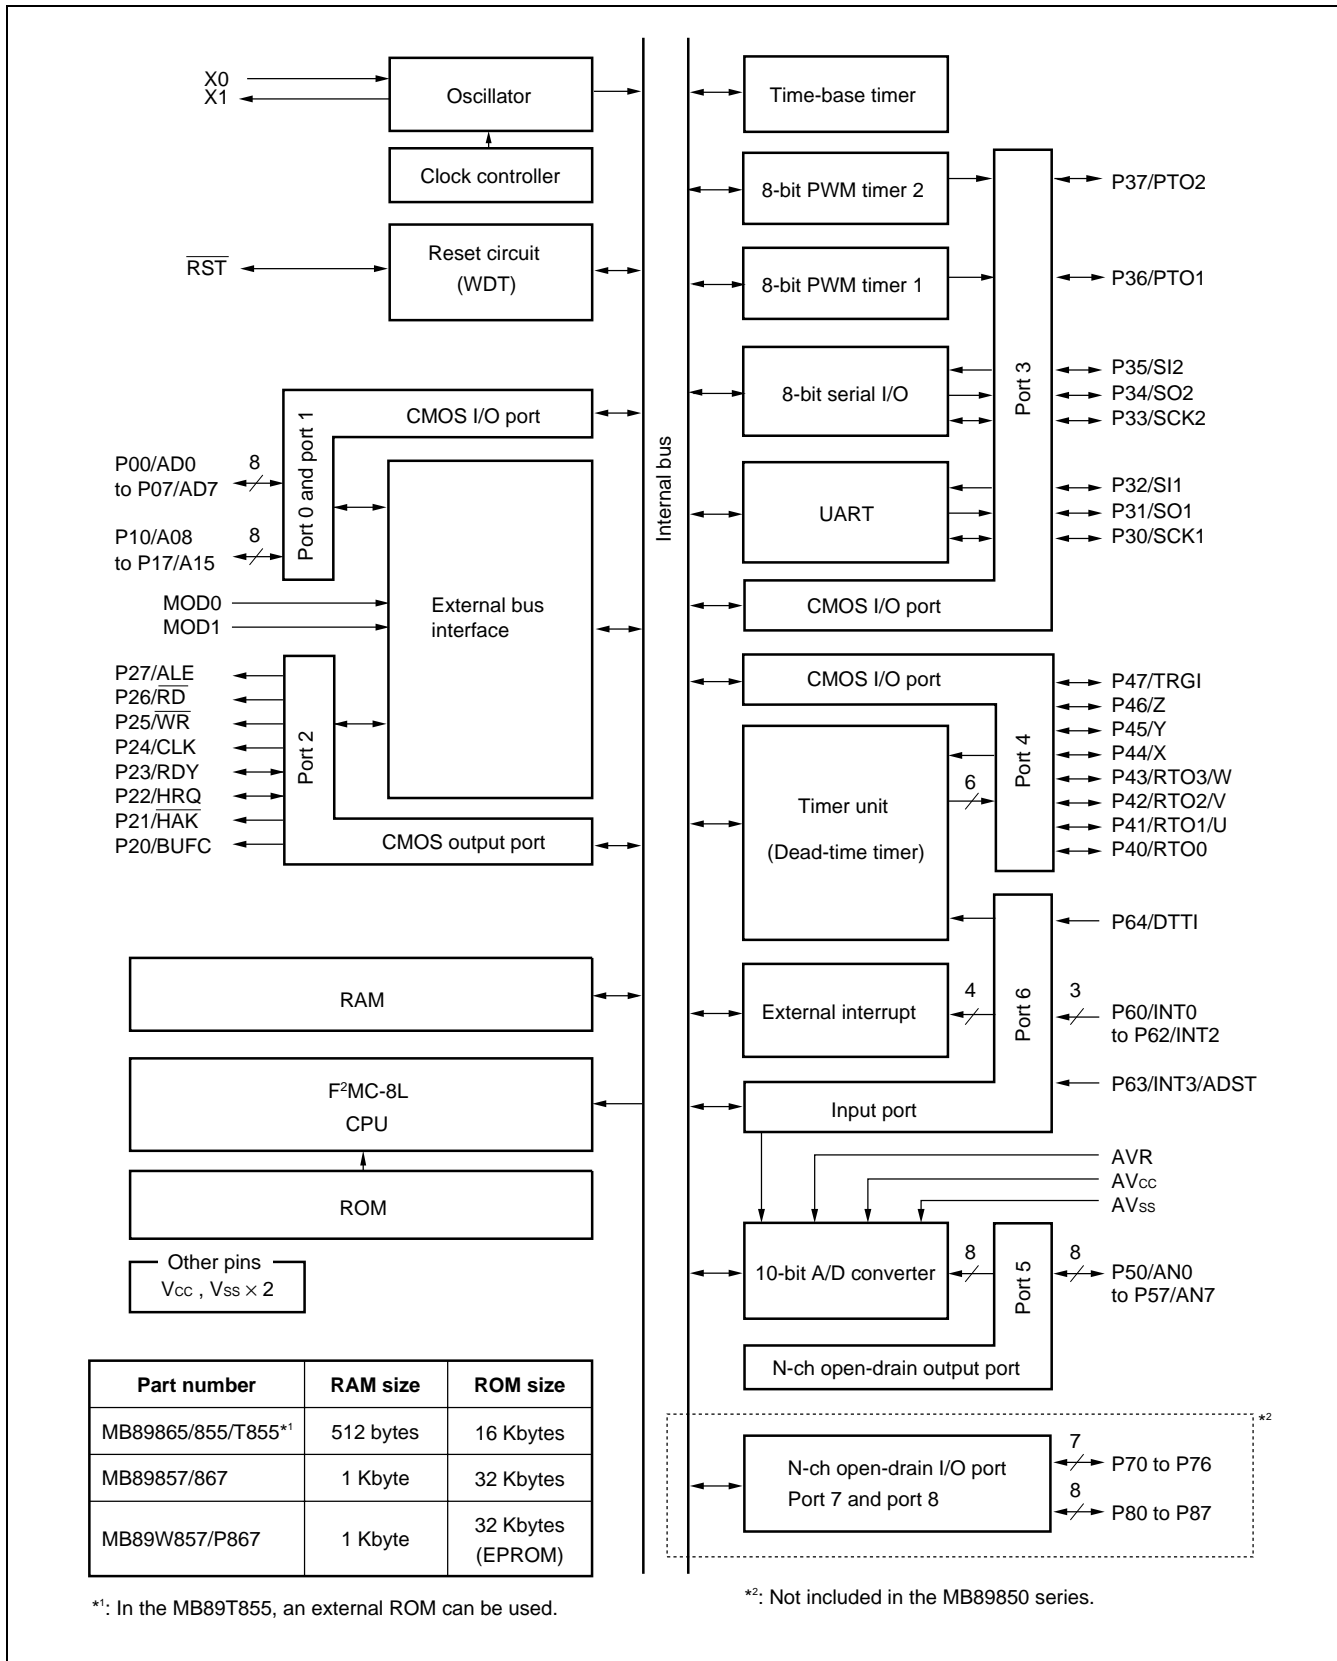 X0
X1
Oscillator
Clock controller
RST
Reset circuit
(WDT)
CMOS I/O port
Port 0 and port 1
P00/AD0
to P07/AD7
8
P10/A08
to P17/A15
8
MOD0
MOD1
External bus
interface
P27/ALE
P26/RD
P25/WR
P24/CLK
P23/RDY
P22/HRQ
P21/HAK
P20/BUFC
Port 2
CMOS output port
RAM
F²MC-8L
CPU
ROM
Other pins
VCC , VSS × 2
Internal bus
Time-base timer
8-bit PWM timer 2
8-bit PWM timer 1
8-bit serial I/O
UART
CMOS I/O port
Port 3
P37/PTO2
P36/PTO1
P35/SI2
P34/SO2
P33/SCK2
P32/SI1
P31/SO1
P30/SCK1
CMOS I/O port
Port 4
6
Timer unit
(Dead-time timer)
P47/TRGI
P46/Z
P45/Y
P44/X
P43/RTO3/W
P42/RTO2/V
P41/RTO1/U
P40/RTO0
P64/DTTI
External interrupt
4
Port 6
3
P60/INT0
to P62/INT2
P63/INT3/ADST
Input port
AVR
AVCC
AVSS
10-bit A/D converter
8
Port 5
8
P50/AN0
to P57/AN7
N-ch open-drain output port
*2
N-ch open-drain I/O port
Port 7 and port 8
7
P70 to P76
8
P80 to P87
Part number RAM size ROM size
MB89865/855/T855*1 512 bytes 16 Kbytes
MB89857/867 1 Kbyte 32 Kbytes
MB89W857/P867 1 Kbyte 32 Kbytes
(EPROM)
*1: In the MB89T855, an external ROM can be used.
*2: Not included in the MB89850 series.